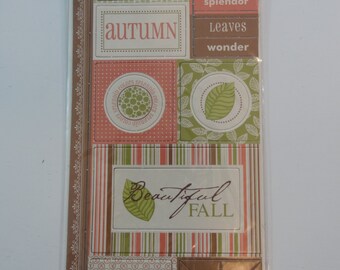 splendor
AUTUMN
Leaves
wonder
Beautiful
FALL